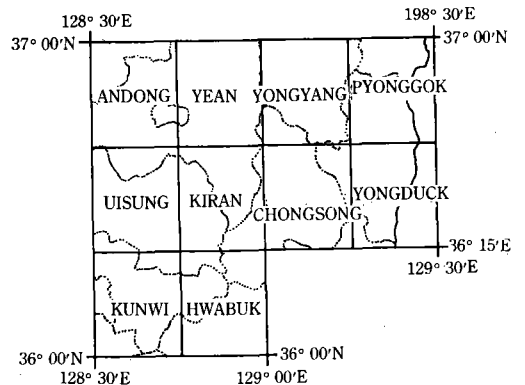 128° 30′E 198° 30′E
37° 00′N 37° 00′N
ANDONG YEAN YONGYANG PYONGGOK
UISUNG KIRAN CHONGSONG YONGDUCK
36° 15′E
129° 30′E
KUNWI HWABUK
36° 00′N 36° 00′N
128° 30′E 129° 00′E